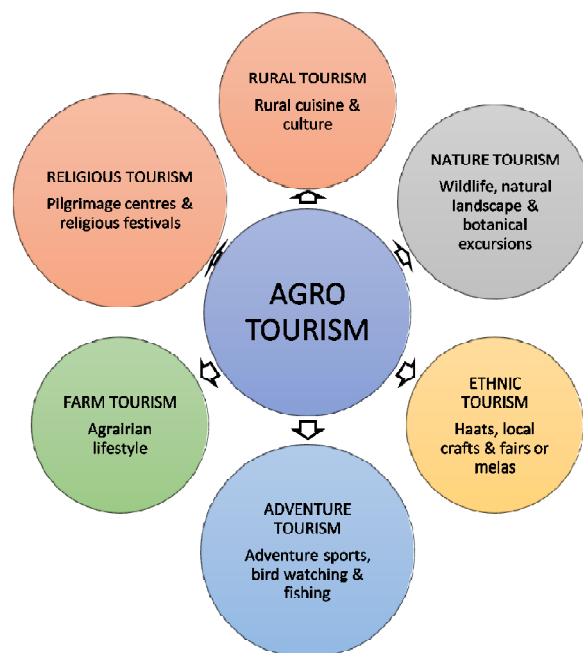 RURAL TOURISM
Rural cuisine &
culture
RELIGIOUS TOURISM
Pilgrimage centres &
religious festivals
NATURE TOURISM
Wildlife, natural
landscape &
botanical
excursions
AGRO
TOURISM
FARM TOURISM
Agrairian
lifestyle
ETHNIC
TOURISM
Haats, local
crafts & fairs or
melas
ADVENTURE
TOURISM
Adventure sports,
bird watching &
fishing